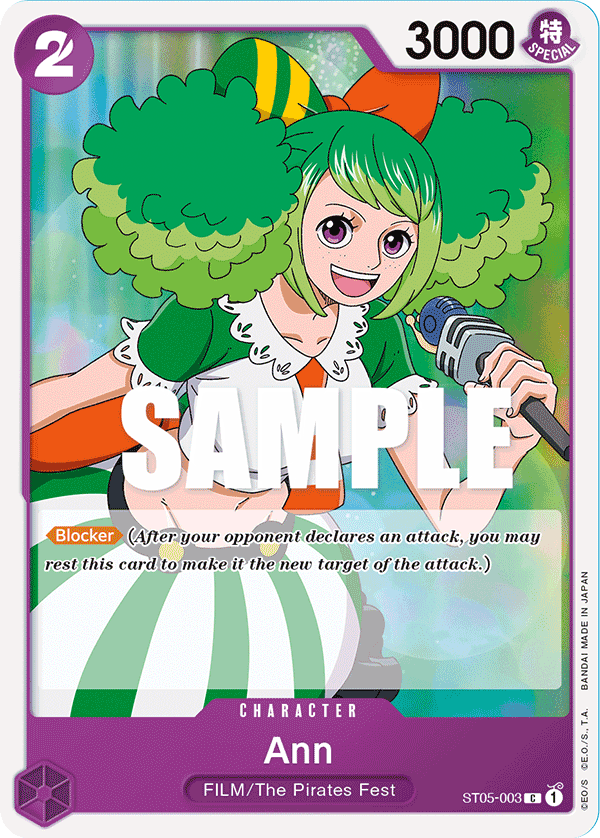 2
3000
特
SPECIAL
SAMPLE
Blocker (After your opponent declares an attack, you may
rest this card to make it the new target of the attack.)
CHARACTER
Ann
FILM/The Pirates Fest
ST05-003 C 1
©EO/S ©E.O./S., T.A. BANDAI MADE IN JAPAN